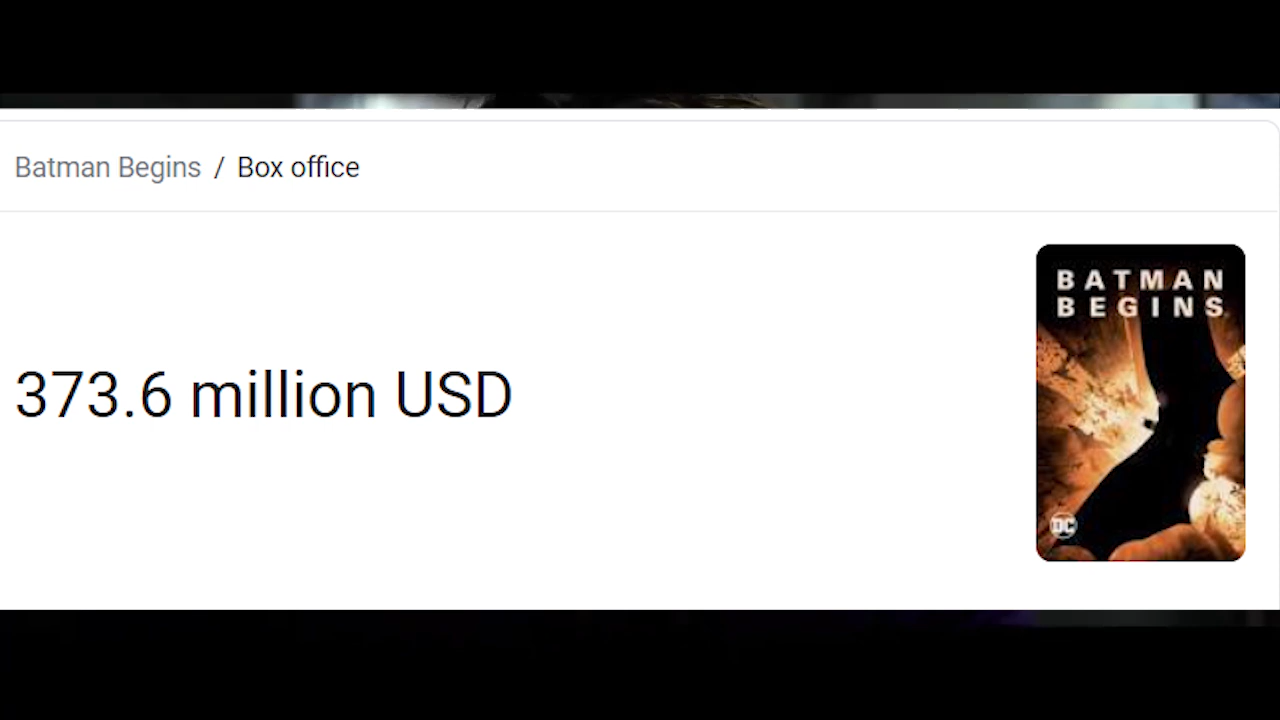 Batman Begins / Box office
373.6 million USD
BATMAN
BEGINS
DC